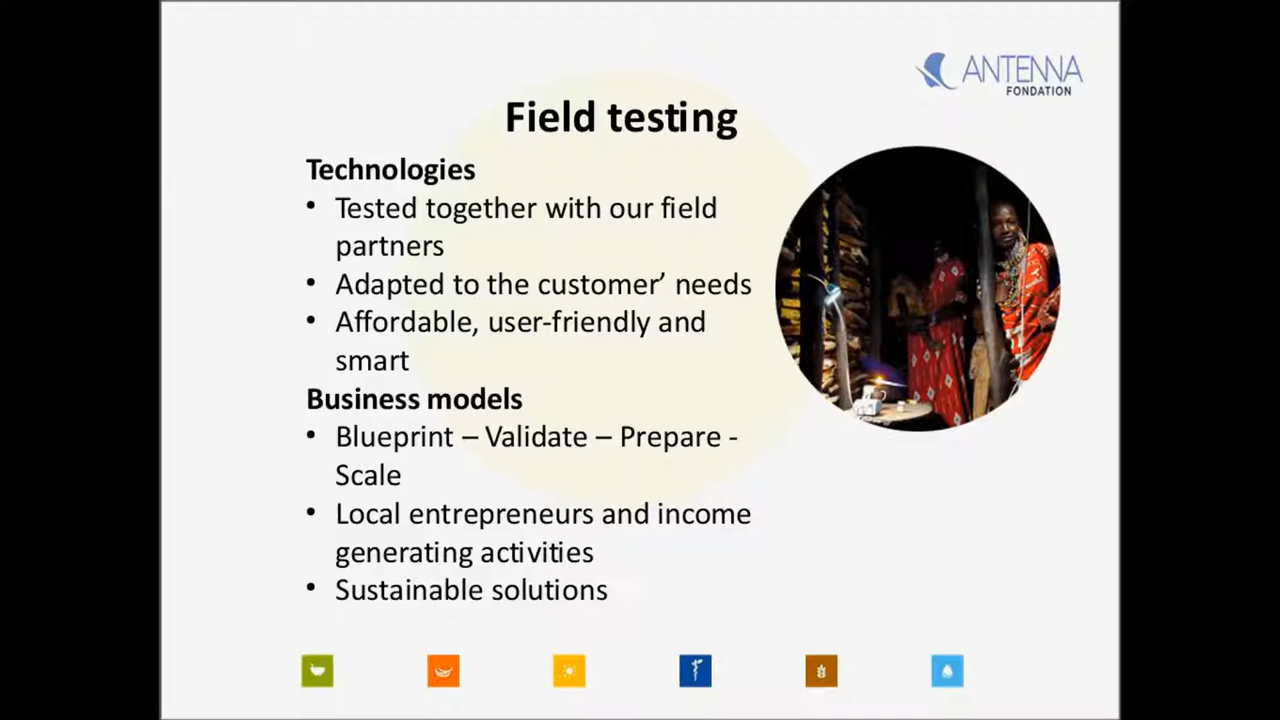 ANTENNA
FONDATION
Field testing
Technologies
• Tested together with our field
partners
• Adapted to the customer’ needs
• Affordable, user-friendly and
smart
Business models
• Blueprint – Validate – Prepare -
Scale
• Local entrepreneurs and income
generating activities
• Sustainable solutions